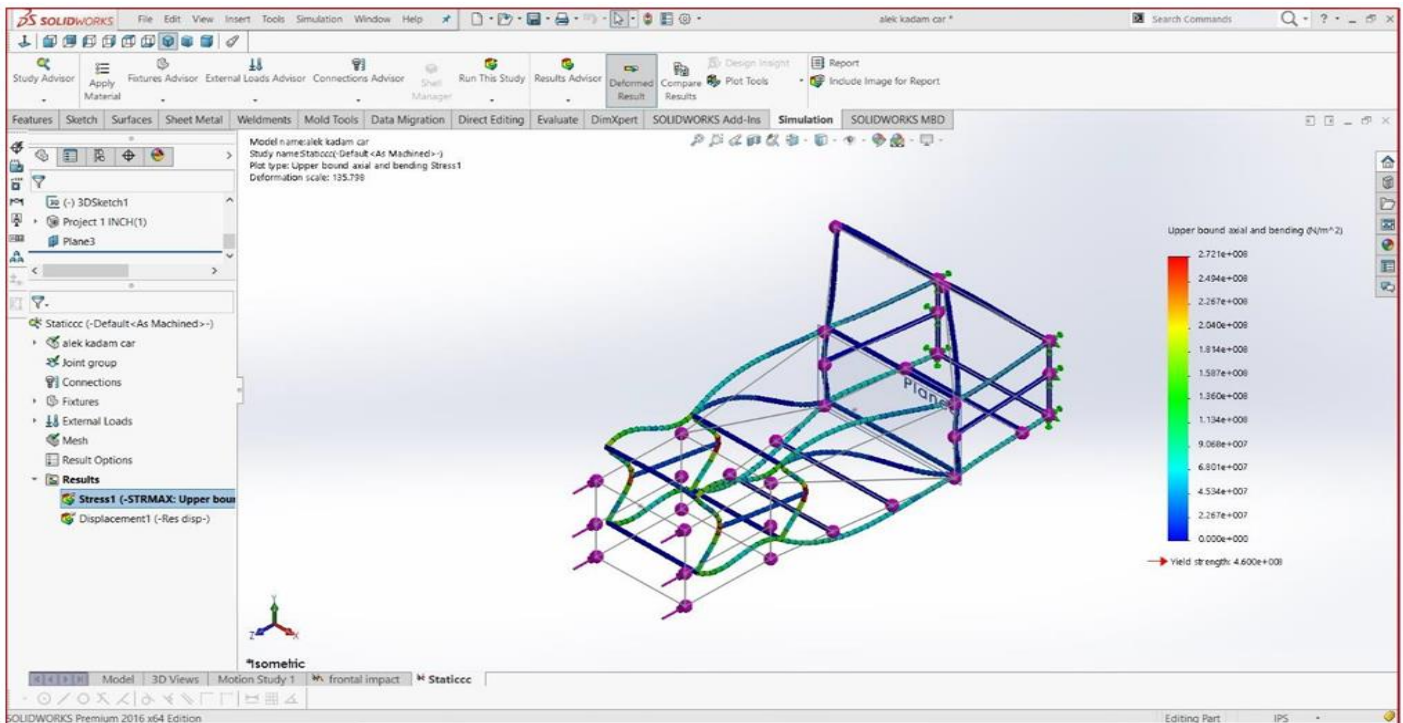 SOLIDWORKS File Edit View Insert Tools Simulation Window Help alek kadam car * Search Commands
Study Advisor Apply Material Fixtures Advisor External Loads Advisor Connections Advisor Shell Manager Run This Study Results Advisor Deformed Result Compare Results Design Insight Plot Tools Report Include Image for Report
Features Sketch Surfaces Sheet Metal Weldments Mold Tools Data Migration Direct Editing Evaluate DimXpert SOLIDWORKS Add-Ins Simulation SOLIDWORKS MBD
Model name:alek kadam car
Study name:Staticcc(-Default<As Machined>-)
Plot type: Upper bound axial and bending Stress1
Deformation scale: 135.798
(-) 3DSketch1
Project 1 INCH(1)
Plane3
Staticcc (-Default<As Machined>-)
alek kadam car
Joint group
Connections
Fixtures
External Loads
Mesh
Result Options
Results
Stress1 (-STRMAX: Upper bour
Displacement1 (-Res disp-)
Plane
Upper bound axial and bending (N/m^2)
2.721e+008
2.494e+008
2.267e+008
2.040e+008
1.814e+008
1.587e+008
1.360e+008
1.134e+008
9.068e+007
6.801e+007
4.534e+007
2.267e+007
0.000e+000
Yield strength: 4.600e+008
Y
Z
X
*Isometric
Model 3D Views Motion Study 1 frontal impact Staticcc
SOLIDWORKS Premium 2016 x64 Edition Editing Part IPS